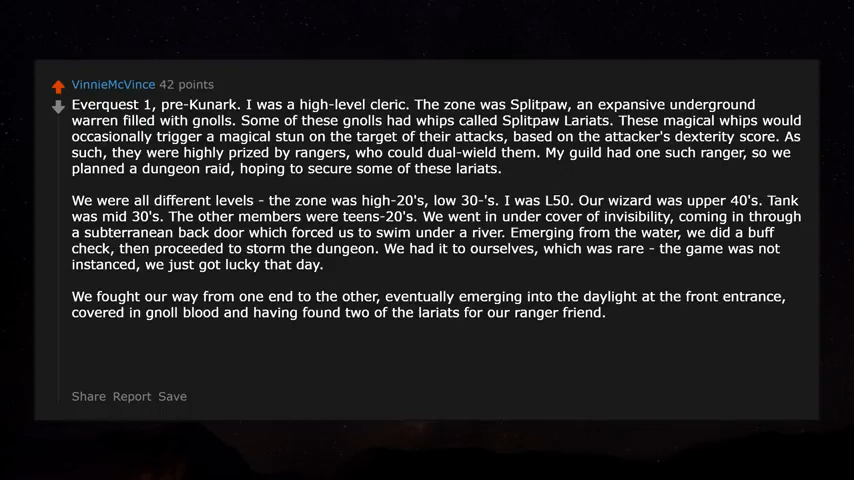 VinnieMcVince 42 points
Everquest 1, pre-Kunark. I was a high-level cleric. The zone was Splitpaw, an expansive underground
warren filled with gnolls. Some of these gnolls had whips called Splitpaw Lariats. These magical whips would
occasionally trigger a magical stun on the target of their attacks, based on the attacker's dexterity score. As
such, they were highly prized by rangers, who could dual-wield them. My guild had one such ranger, so we
planned a dungeon raid, hoping to secure some of these lariats.
We were all different levels - the zone was high-20's, low 30-'s. I was L50. Our wizard was upper 40's. Tank
was mid 30's. The other members were teens-20's. We went in under cover of invisibility, coming in through
a subterranean back door which forced us to swim under a river. Emerging from the water, we did a buff
check, then proceeded to storm the dungeon. We had it to ourselves, which was rare - the game was not
instanced, we just got lucky that day.
We fought our way from one end to the other, eventually emerging into the daylight at the front entrance,
covered in gnoll blood and having found two of the lariats for our ranger friend.
Share Report Save